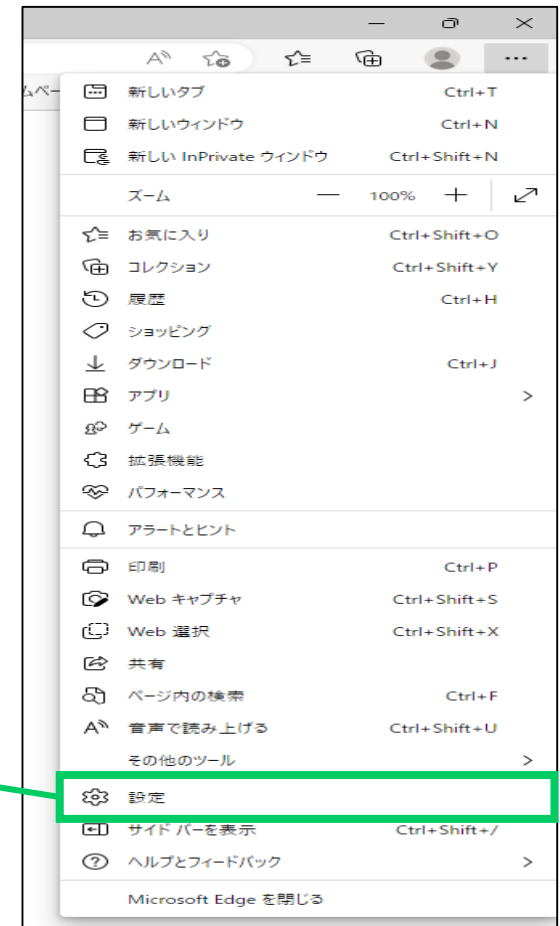 ムペー
新しいタブ Ctrl+T
新しいウィンドウ Ctrl+N
新しい InPrivate ウィンドウ Ctrl+Shift+N
ズーム — 100% +
お気に入り Ctrl+Shift+O
コレクション Ctrl+Shift+Y
履歴 Ctrl+H
ショッピング
ダウンロード Ctrl+J
アプリ >
ゲーム
拡張機能
パフォーマンス
アラートとヒント
印刷 Ctrl+P
Web キャプチャ Ctrl+Shift+S
Web 選択 Ctrl+Shift+X
共有
ページ内の検索 Ctrl+F
音声で読み上げる Ctrl+Shift+U
その他のツール >
設定
サイド バーを表示 Ctrl+Shift+/
ヘルプとフィードバック >
Microsoft Edge を閉じる